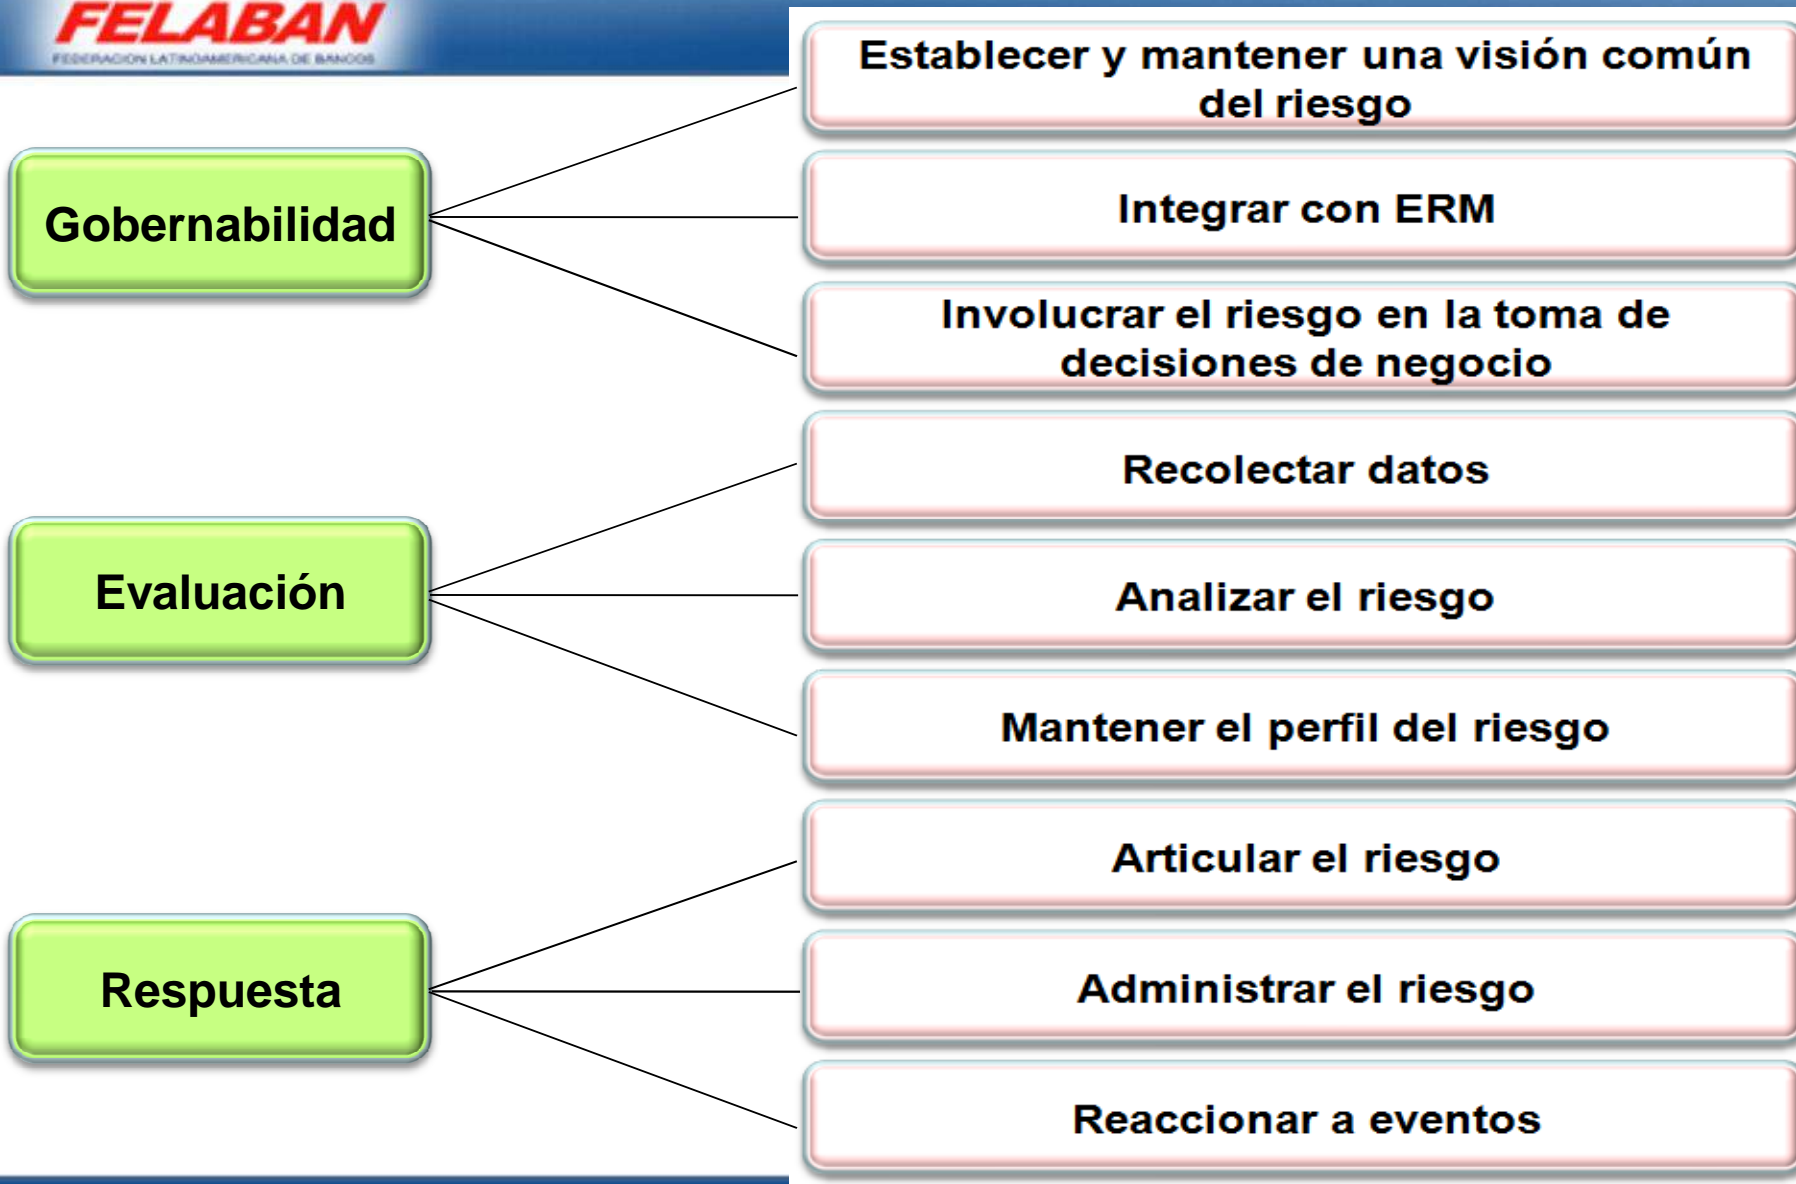 FELABAN
FEDERACION LATINOAMERICANA DE BANCOS
Gobernabilidad
Establecer y mantener una visión común
del riesgo
Integrar con ERM
Involucrar el riesgo en la toma de
decisiones de negocio
Evaluación
Recolectar datos
Analizar el riesgo
Mantener el perfil del riesgo
Respuesta
Articular el riesgo
Administrar el riesgo
Reaccionar a eventos